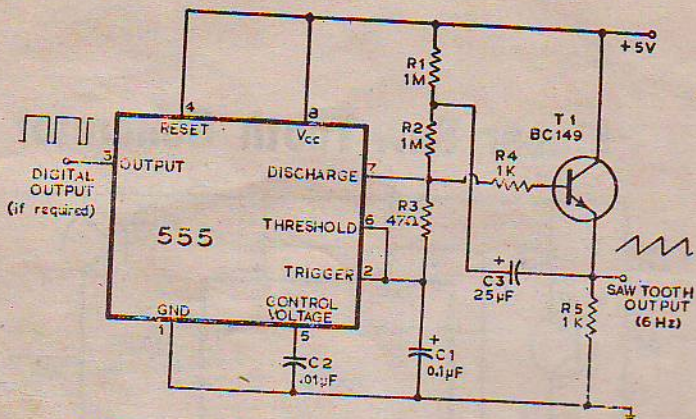 +5V
R1
1M
T1
BC149
4
8
RESET
VCC
R2
1M
3
OUTPUT
DIGITAL
OUTPUT
(if required)
DISCHARGE
7
R4
1K
R3
47Ω
THRESHOLD
6
555
TRIGGER
2
+
C3
25µF
SAW TOOTH
OUTPUT
(6 Hz)
GND
CONTROL
VOLTAGE
R5
1K
1
5
C2
.01µF
+
C1
0.1µF